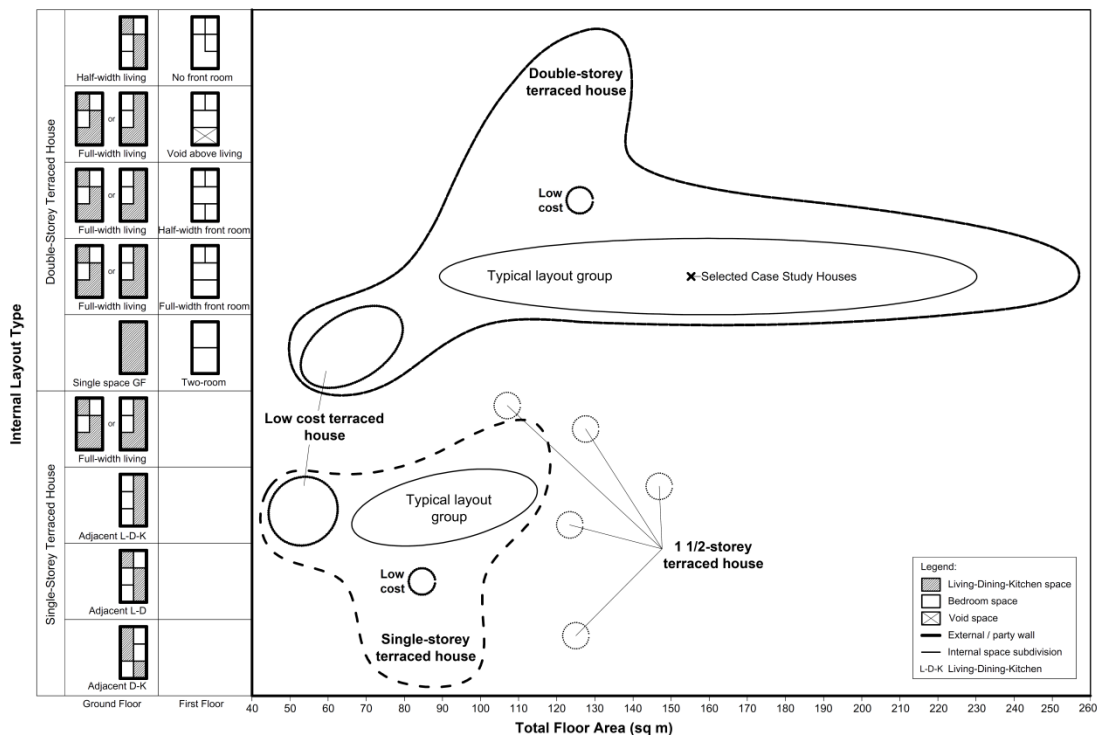 Internal Layout Type
Double-Storey Terraced House
Single-Storey Terraced House
Half-width living
No front room
or
Full-width living
Void above living
or
Full-width living
Half-width front room
or
Full-width living
Full-width front room
Single space GF
Two-room
or
Full-width living
Adjacent L-D-K
Adjacent L-D
Adjacent D-K
Ground Floor
First Floor
Double-storey
terraced house
Low
cost
Typical layout group
Selected Case Study Houses
Low cost terraced
house
Typical layout
group
Low
cost
Single-storey
terraced house
1 1/2-storey
terraced house
Legend:
Living-Dining-Kitchen space
Bedroom space
Void space
External / party wall
Internal space subdivision
L-D-K Living-Dining-Kitchen
40 50 60 70 80 90 100 110 120 130 140 150 160 170 180 190 200 210 220 230 240 250 260
Total Floor Area (sq m)